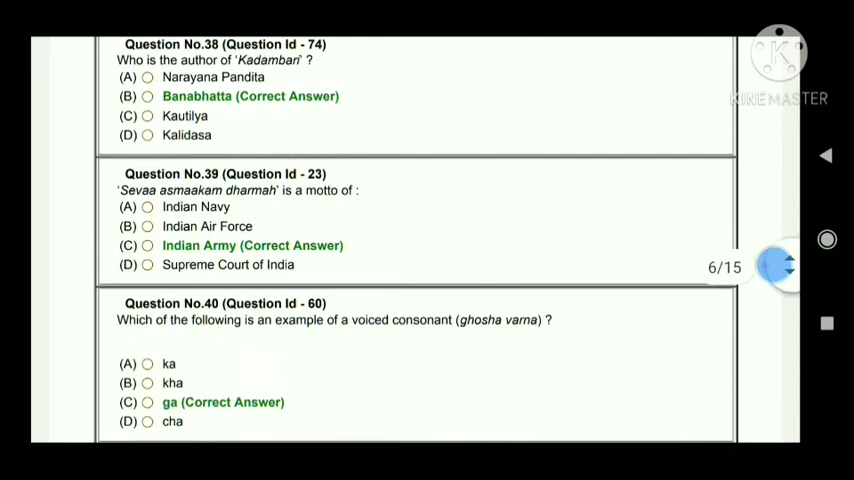 Question No.38 (Question Id - 74)
Who is the author of 'Kadambari' ?
(A) Narayana Pandita
(B) Banabhatta (Correct Answer)
(C) Kautilya
(D) Kalidasa
Question No.39 (Question Id - 23)
'Sevaa asmaakam dharmah' is a motto of :
(A) Indian Navy
(B) Indian Air Force
(C) Indian Army (Correct Answer)
(D) Supreme Court of India
Question No.40 (Question Id - 60)
Which of the following is an example of a voiced consonant (ghosha varna) ?
(A) ka
(B) kha
(C) ga (Correct Answer)
(D) cha
6/15
K
KINEMASTER